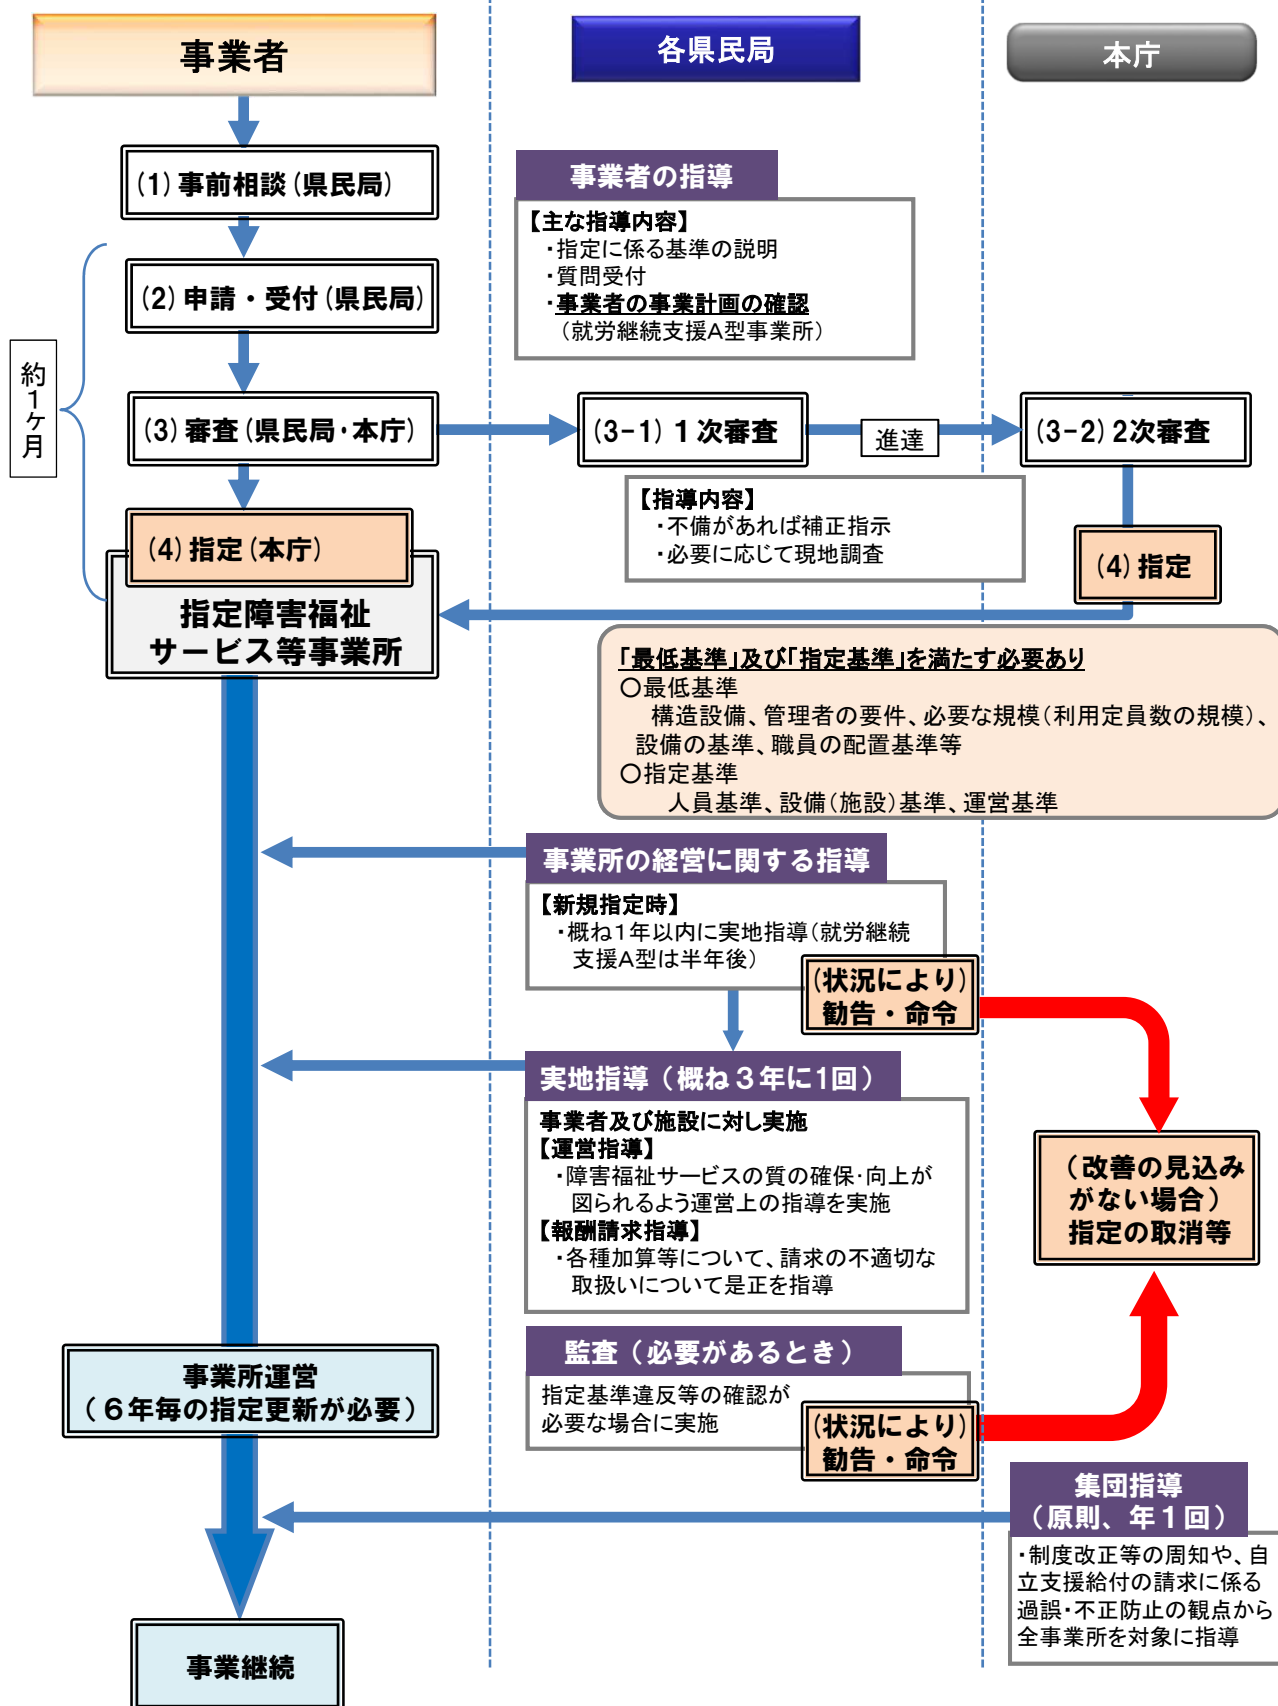 事業者
各県民局
本庁
(1)事前相談(県民局)
事業者の指導
【主な指導内容】
・指定に係る基準の説明
・質問受付
・事業者の事業計画の確認
(就労継続支援A型事業所)
(2)申請・受付(県民局)
約1ヶ月
(3)審査(県民局・本庁)
(3-1)1次審査
進達
(3-2)2次審査
【指導内容】
・不備があれば補正指示
・必要に応じて現地調査
(4)指定(本庁)
(4)指定
指定障害福祉
サービス等事業所
「最低基準」及び「指定基準」を満たす必要あり
○最低基準
構造設備、管理者の要件、必要な規模(利用定員数の規模)、
設備の基準、職員の配置基準等
○指定基準
人員基準、設備(施設)基準、運営基準
事業所の経営に関する指導
【新規指定時】
・概ね1年以内に実地指導(就労継続
支援A型は半年後)
(状況により)
勧告・命令
実地指導(概ね3年に1回)
事業者及び施設に対し実施
【運営指導】
・障害福祉サービスの質の確保・向上が
図られるよう運営上の指導を実施
【報酬請求指導】
・各種加算等について、請求の不適切な
取扱いについて是正を指導
(改善の見込み
がない場合)
指定の取消等
監査(必要があるとき)
指定基準違反等の確認が
必要な場合に実施
(状況により)
勧告・命令
事業所運営
(6年毎の指定更新が必要)
集団指導
(原則、年1回)
・制度改正等の周知や、自
立支援給付の請求に係る
過誤・不正防止の観点から
全事業所を対象に指導
事業継続